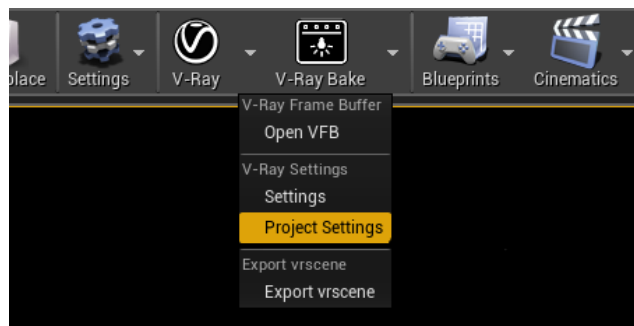 place Settings V-Ray V-Ray Bake Blueprints Cinematics
V-Ray Frame Buffer
Open VFB
V-Ray Settings
Settings
Project Settings
Export vrscene
Export vrscene